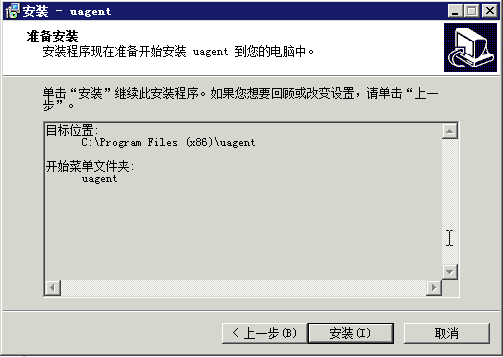 安装 - uagent
准备安装
安装程序现在准备开始安装 uagent 到您的电脑中。
单击“安装”继续此安装程序。如果您想要回顾或改变设置，请单击“上一
步”。
目标位置:
C:\Program Files (x86)\uagent
开始菜单文件夹:
uagent
< 上一步(B)
安装(I)
取消